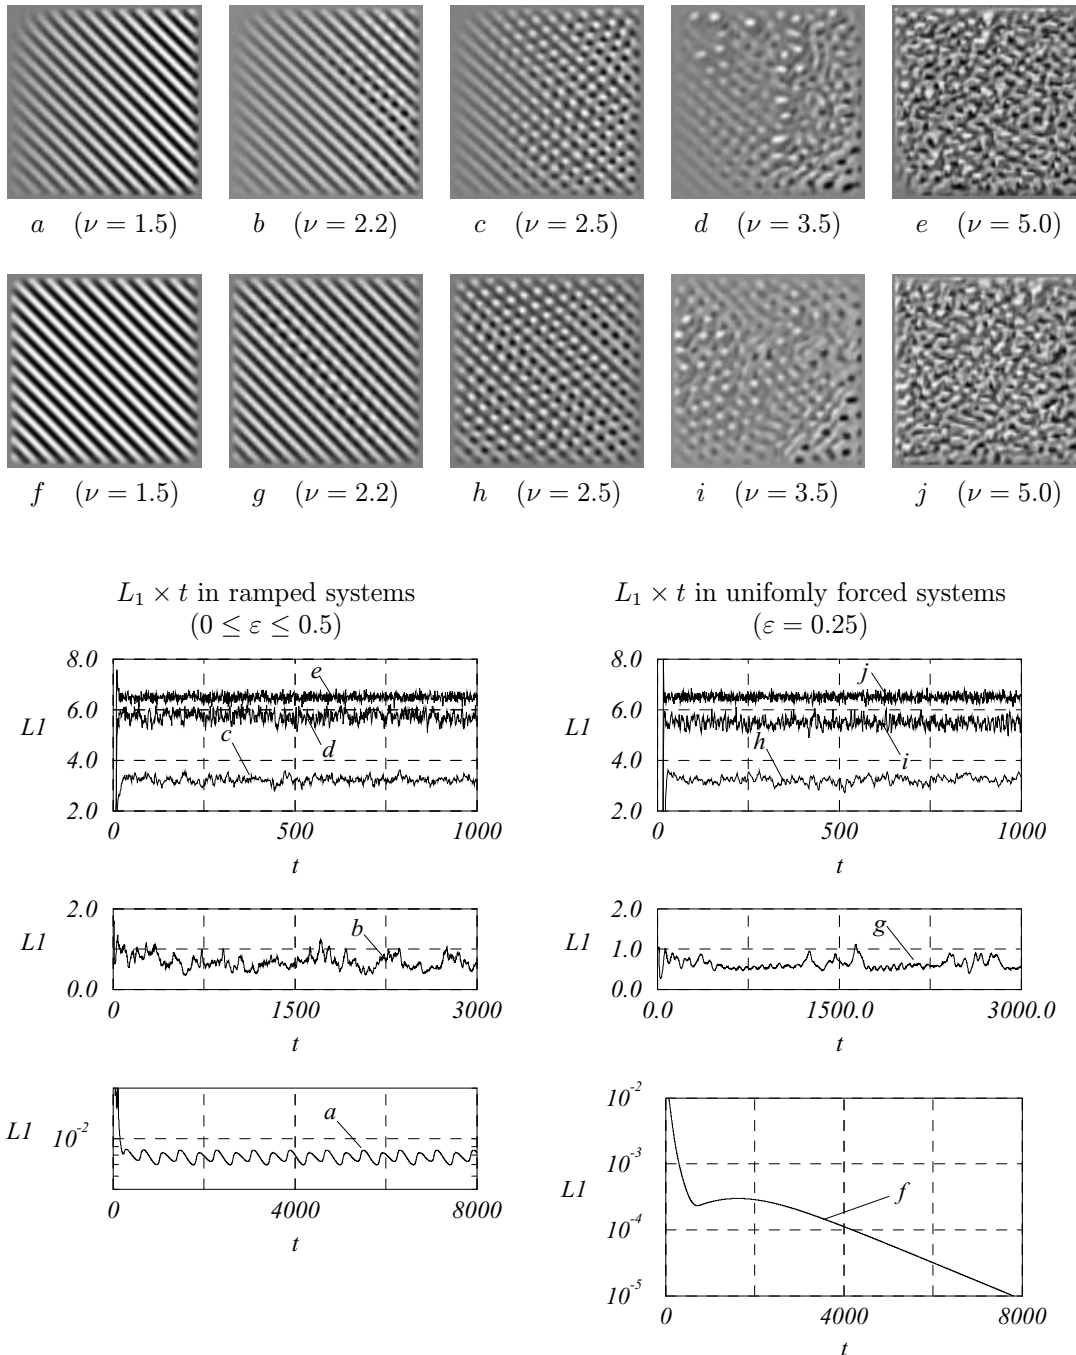 a (ν = 1.5) b (ν = 2.2) c (ν = 2.5) d (ν = 3.5) e (ν = 5.0)
f (ν = 1.5) g (ν = 2.2) h (ν = 2.5) i (ν = 3.5) j (ν = 5.0)
L₁ × t in ramped systems
(0 ≤ ε ≤ 0.5)
8.0
6.0
4.0
2.0
L1
e
c
d
0 500 1000
t
L₁ × t in unifomly forced systems
(ε = 0.25)
8.0
6.0
4.0
2.0
L1
j
h
i
0 500 1000
t
2.0
1.0
0.0
L1
b
0 1500 3000
t
2.0
1.0
0.0
L1
g
0.0 1500.0 3000.0
t
L1
10⁻²
a
0 4000 8000
t
10⁻²
10⁻³
10⁻⁴
10⁻⁵
L1
f
0 4000 8000
t